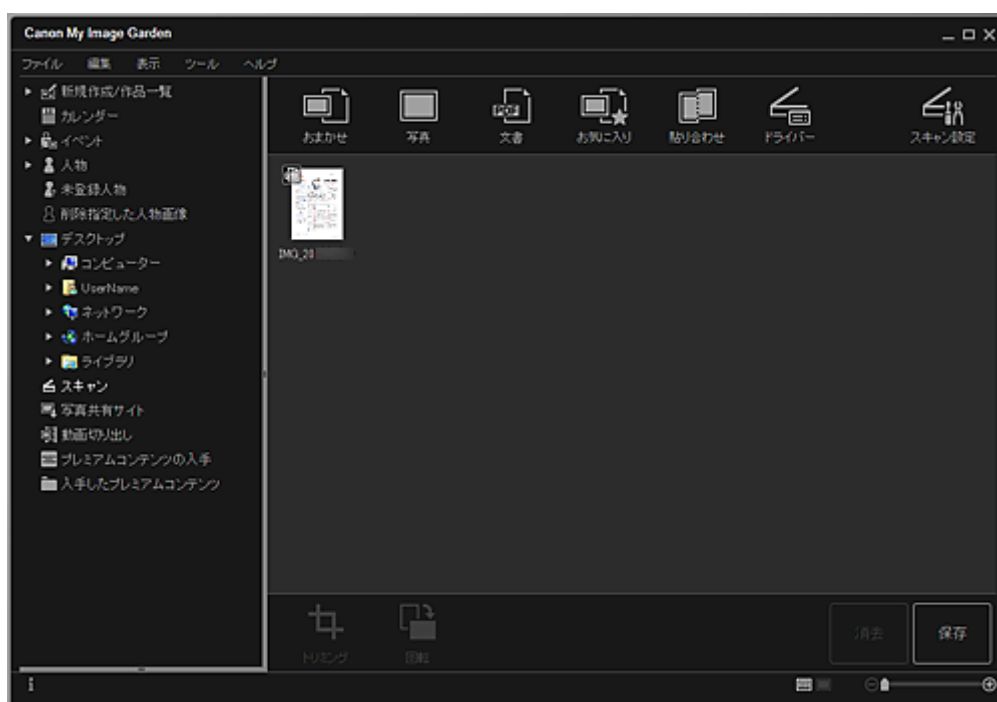 Canon My Image Garden
ファイル 編集 表示 ツール ヘルプ
新規作成/作品一覧
カレンダー
イベント
人物
未登録人物
削除指定した人物画像
デスクトップ
コンピューター
UserName
ネットワーク
ホームグループ
ライブラリ
スキャン
写真共有サイト
動画切り出し
プレミアムコンテンツの入手
入手したプレミアムコンテンツ
おまかせ 写真 文書 お気に入り 貼り合わせ ドライバー スキャン設定
PDF
IMG_20
トリミング 回転 消去 保存